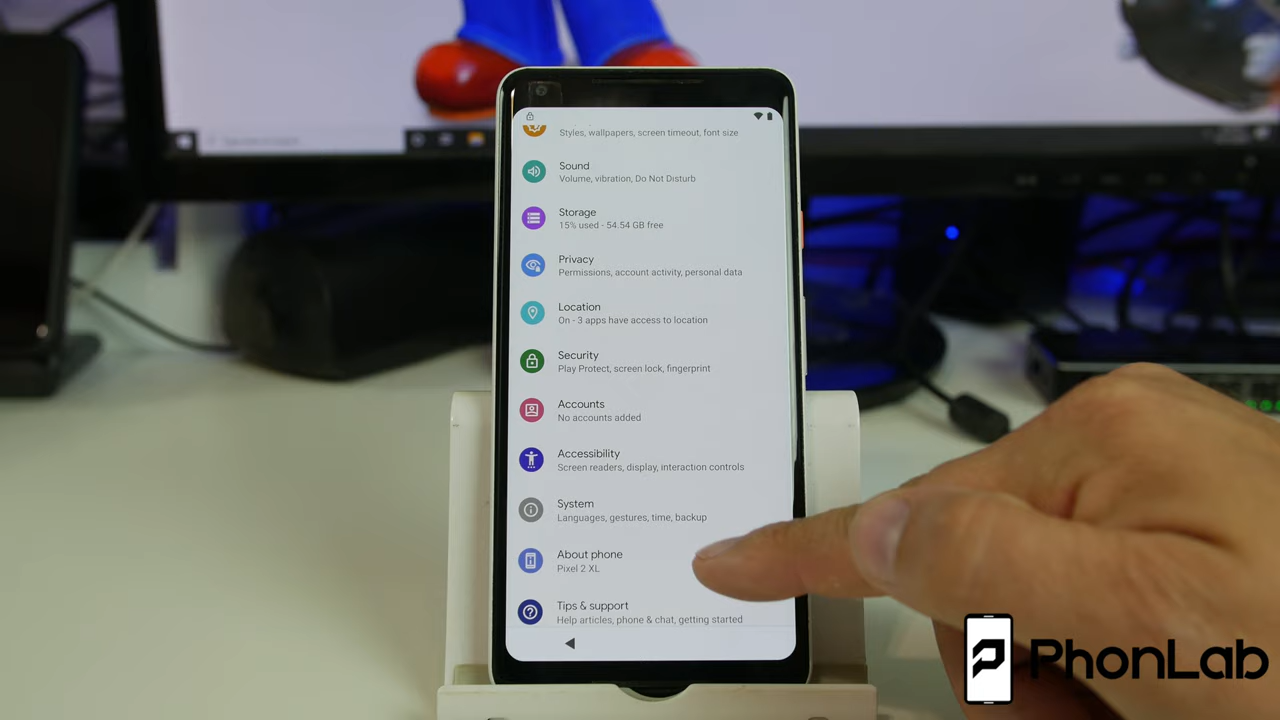 Styles, wallpapers, screen timeout, font size
Sound
Volume, vibration, Do Not Disturb
Storage
15% used - 54.54 GB free
Privacy
Permissions, account activity, personal data
Location
On - 3 apps have access to location
Security
Play Protect, screen lock, fingerprint
Accounts
No accounts added
Accessibility
Screen readers, display, interaction controls
System
Languages, gestures, time, backup
About phone
Pixel 2 XL
Tips & support
Help articles, phone & chat, getting started
PhonLab